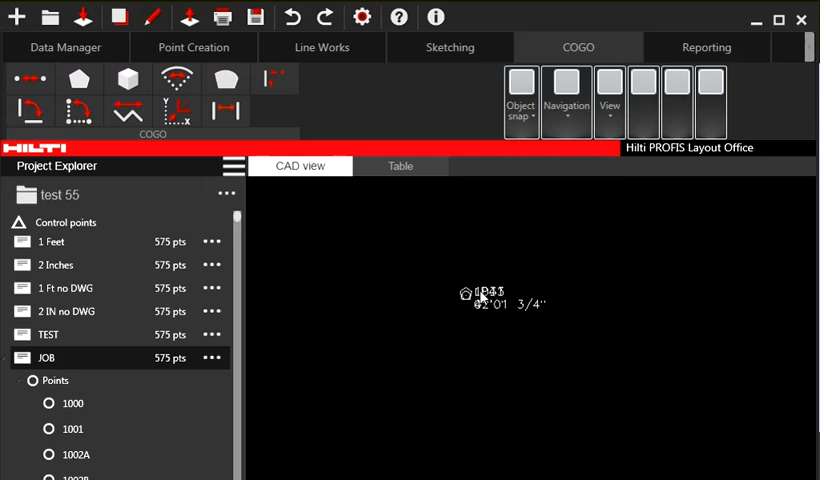 Data Manager
Point Creation
Line Works
Sketching
COGO
Reporting
Object snap
Navigation
View
COGO
HILTI
Hilti PROFIS Layout Office
Project Explorer
CAD view
Table
test 55
Control points
1 Feet 575 pts
2 Inches 575 pts
1 Ft no DWG 575 pts
2 IN no DWG 575 pts
TEST 575 pts
JOB 575 pts
Points
1000
1001
1002A
3/4"